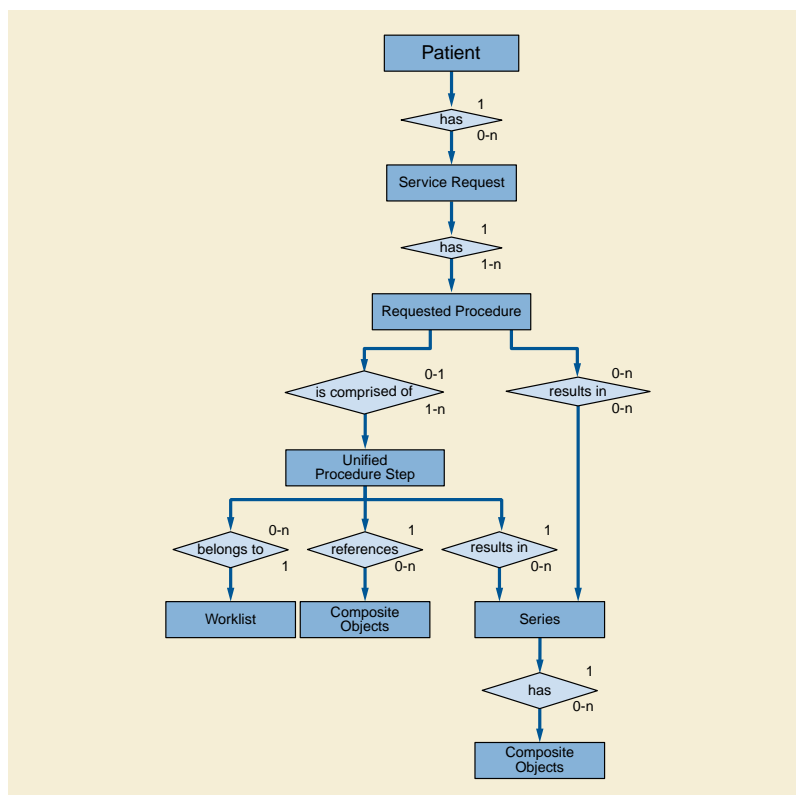 Patient
1
has
0-n
Service Request
1
has
1-n
Requested Procedure
0-1
is comprised of
1-n
0-n
results in
0-n
Unified
Procedure Step
0-n
belongs to
1
1
references
0-n
1
results in
0-n
Worklist
Composite
Objects
Series
1
has
0-n
Composite
Objects